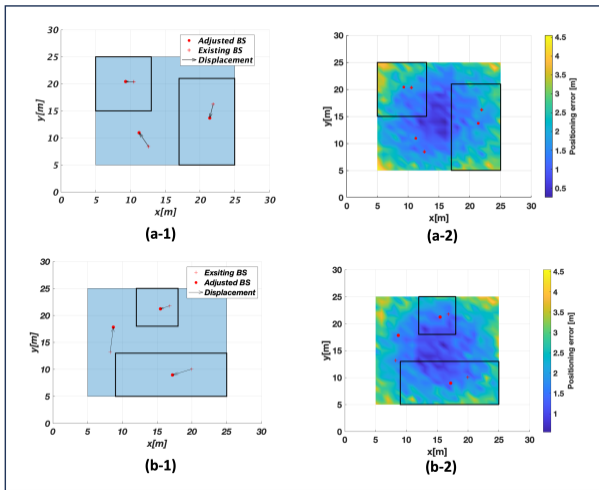 30
25
20
15
10
5
0
y[m]
0 5 10 15 20 25 30
x[m]
Adjusted BS
Existing BS
Displacement
(a-1)
30
25
20
15
10
5
0
y[m]
0 5 10 15 20 25 30
x[m]
4.5
4
3.5
3
2.5
2
1.5
1
0.5
Positioning error [m]
(a-2)
30
25
20
15
10
5
0
y[m]
0 5 10 15 20 25 30
x[m]
Exsiting BS
Adjusted BS
Displacement
(b-1)
30
25
20
15
10
5
0
y[m]
0 5 10 15 20 25 30
x[m]
4.5
4
3.5
3
2.5
2
1.5
1
Positioning error [m]
(b-2)